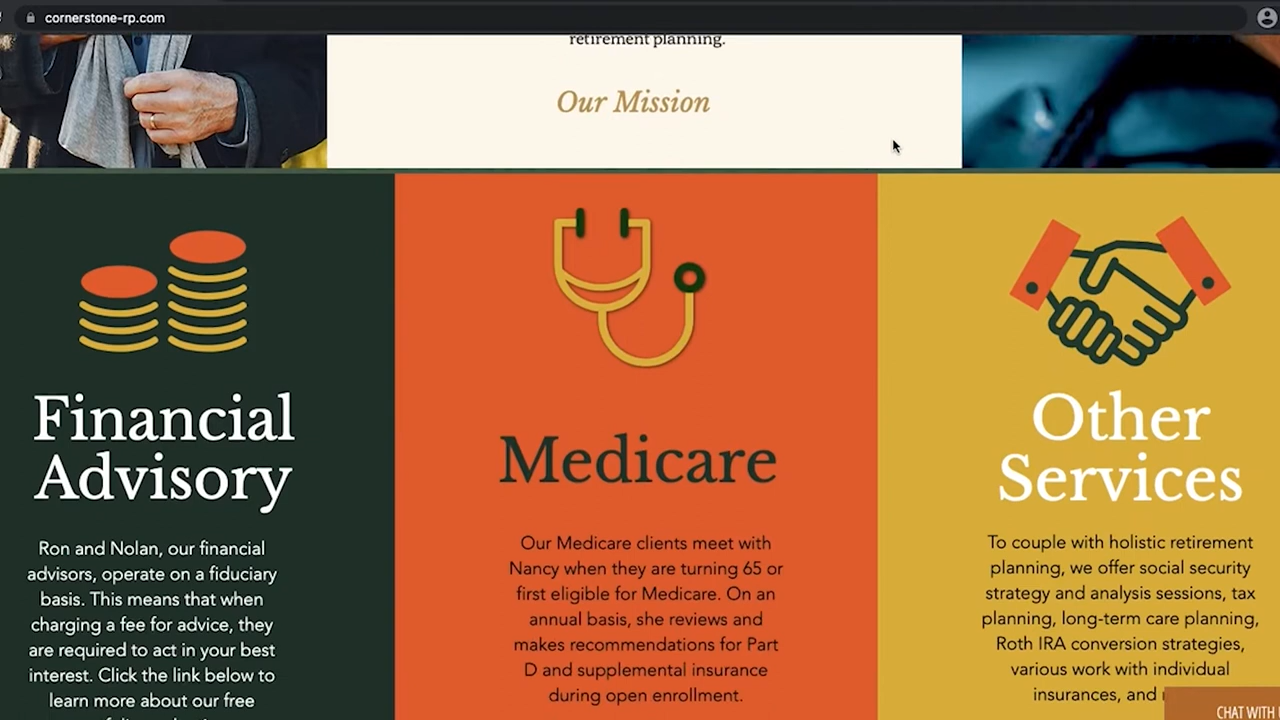 cornerstone-rp.com
retirement planning.
Our Mission
Financial
Advisory
Ron and Nolan, our financial
advisors, operate on a fiduciary
basis. This means that when
charging a fee for advice, they
are required to act in your best
interest. Click the link below to
learn more about our free
Medicare
Our Medicare clients meet with
Nancy when they are turning 65 or
first eligible for Medicare. On an
annual basis, she reviews and
makes recommendations for Part
D and supplemental insurance
during open enrollment.
Other
Services
To couple with holistic retirement
planning, we offer social security
strategy and analysis sessions, tax
planning, long-term care planning,
Roth IRA conversion strategies,
various work with individual
insurances, and
CHAT WITH